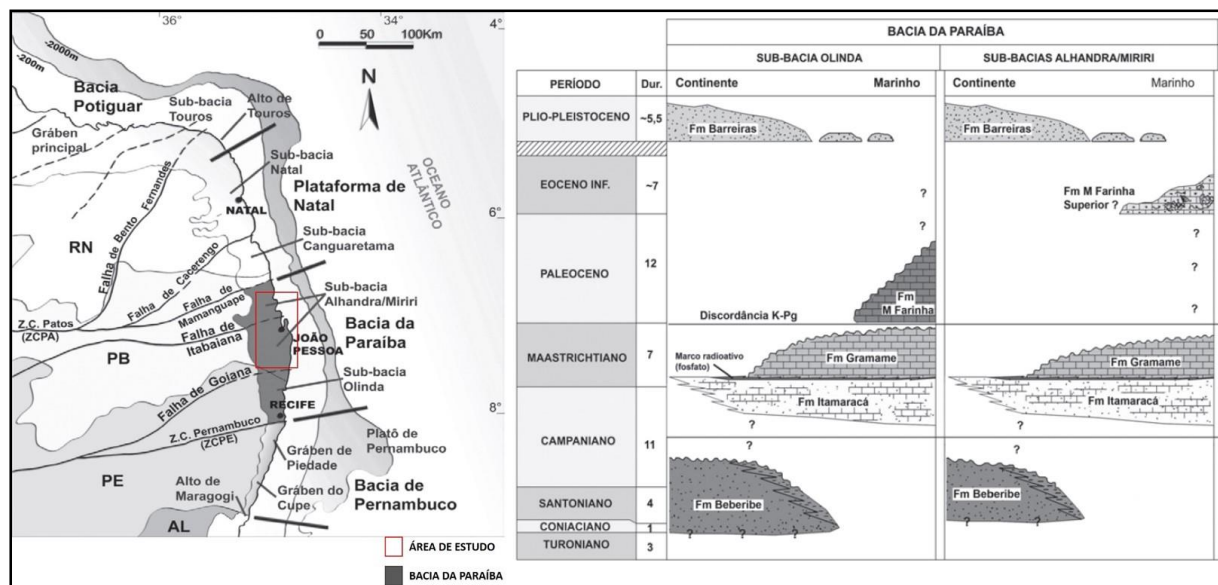 36°
34°
4°
0 50 100Km
-2000m
-200m
N
Bacia
Potiguar
Sub-bacia
Touros
Alto de
Touros
Gráben
principal
Falha de Bento Fernandes
Sub-bacia
Natal
Plataforma de
Natal
OCEANO
ATLÂNTICO
NATAL
6°
RN
Falha de Cacerengo
Sub-bacia
Canguaretama
Falha de
Mamanguape
Sub-bacia
Alhandra/Miriri
Z.C. Patos
(ZCPA)
Falha de
Itabaiana
Bacia da
Paraíba
JOÃO
PESSOA
PB
Falha de Goiana
Sub-bacia
Olinda
RECIFE
8°
Z.C. Pernambuco
(ZCPE)
Platô de
Pernambuco
Gráben de
Piedade
PE
Alto de
Maragogi
Gráben do
Cupe
Bacia de
Pernambuco
AL
ÁREA DE ESTUDO
BACIA DA PARAÍBA
BACIA DA PARAÍBA
SUB-BACIA OLINDA
SUB-BACIAS ALHANDRA/MIRIRI
PERÍODO
Dur.
Continente
Marinho
Continente
Marinho
PLIO-PLEISTOCENO
~5,5
Fm Barreiras
Fm Barreiras
EOCENO INF.
~7
?
Fm M Farinha
Superior ?
?
?
PALEOCENO
12
?
Fm
M Farinha
Discordância K-Pg
?
MAASTRICHTIANO
7
Marco radioativo
(fosfato)
Fm Gramame
Fm Gramame
Fm Itamaracá
Fm Itamaracá
?
?
CAMPANIANO
11
?
?
SANTONIANO
4
Fm Beberibe
Fm Beberibe
CONIACIANO
1
? ? ?
? ? ?
TURONIANO
3